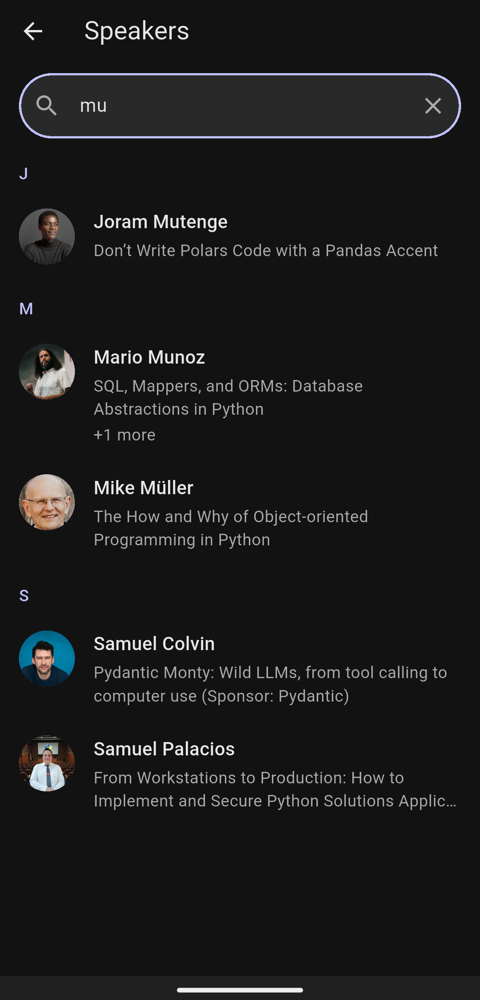 Speakers
mu
J
Joram Mutenge
Don’t Write Polars Code with a Pandas Accent
M
Mario Munoz
SQL, Mappers, and ORMs: Database
Abstractions in Python
+1 more
Mike Müller
The How and Why of Object-oriented
Programming in Python
S
Samuel Colvin
Pydantic Monty: Wild LLMs, from tool calling to
computer use (Sponsor: Pydantic)
Samuel Palacios
From Workstations to Production: How to
Implement and Secure Python Solutions Applic…